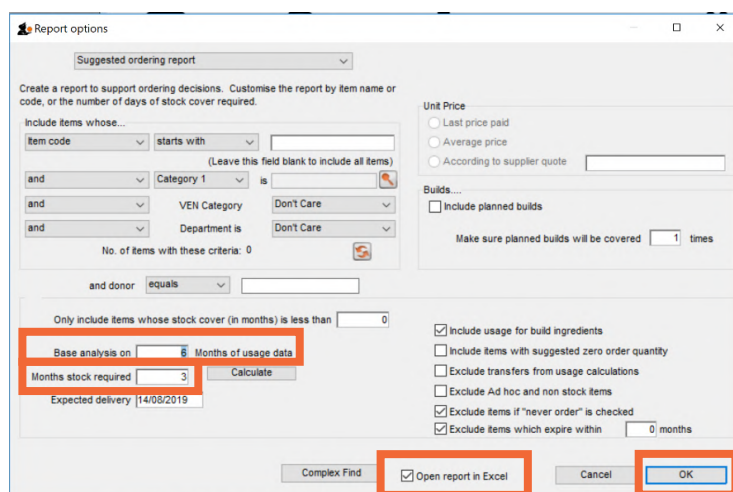 Report options
Suggested ordering report
Create a report to support ordering decisions. Customise the report by item name or
code, or the number of days of stock cover required.
Include items whose...
Item code starts with
(Leave this field blank to include all items)
and Category 1 is
and VEN Category Don't Care
and Department is Don't Care
No. of items with these criteria: 0
and donor equals
Unit Price
Last price paid
Average price
According to supplier quote
Builds....
Include planned builds
Make sure planned builds will be covered 1 times
Only include items whose stock cover (in months) is less than 0
Base analysis on 6 Months of usage data
Months stock required 3 Calculate
Expected delivery 14/08/2019
Include usage for build ingredients
Include items with suggested zero order quantity
Exclude transfers from usage calculations
Exclude Ad hoc and non stock items
Exclude items if "never order" is checked
Exclude items which expire within 0 months
Complex Find Open report in Excel Cancel OK